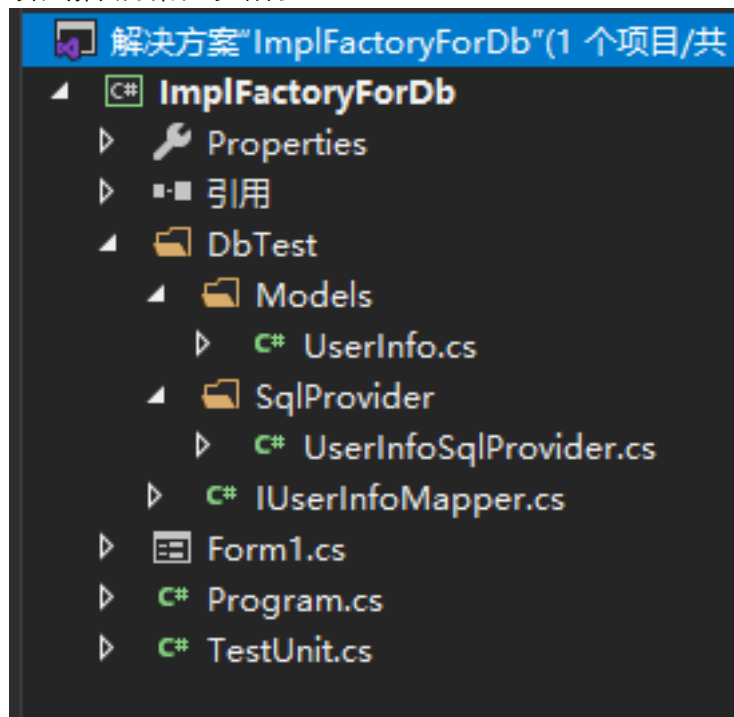 解决方案"ImplFactoryForDb"(1 个项目/共
C# ImplFactoryForDb
Properties
引用
DbTest
Models
C# UserInfo.cs
SqlProvider
C# UserInfoSqlProvider.cs
C# IUserInfoMapper.cs
Form1.cs
C# Program.cs
C# TestUnit.cs